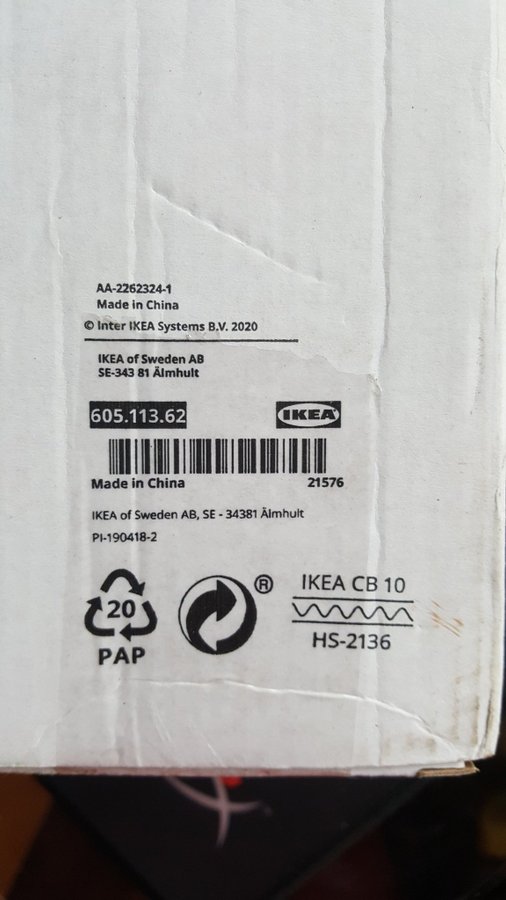 AA-2262324-1
Made in China
© Inter IKEA Systems B.V. 2020
IKEA of Sweden AB
SE-343 81 Älmhult
605.113.62 IKEA
Made in China 21576
IKEA of Sweden AB, SE - 34381 Älmhult
PI-190418-2
20
PAP
®
IKEA CB 10
HS-2136